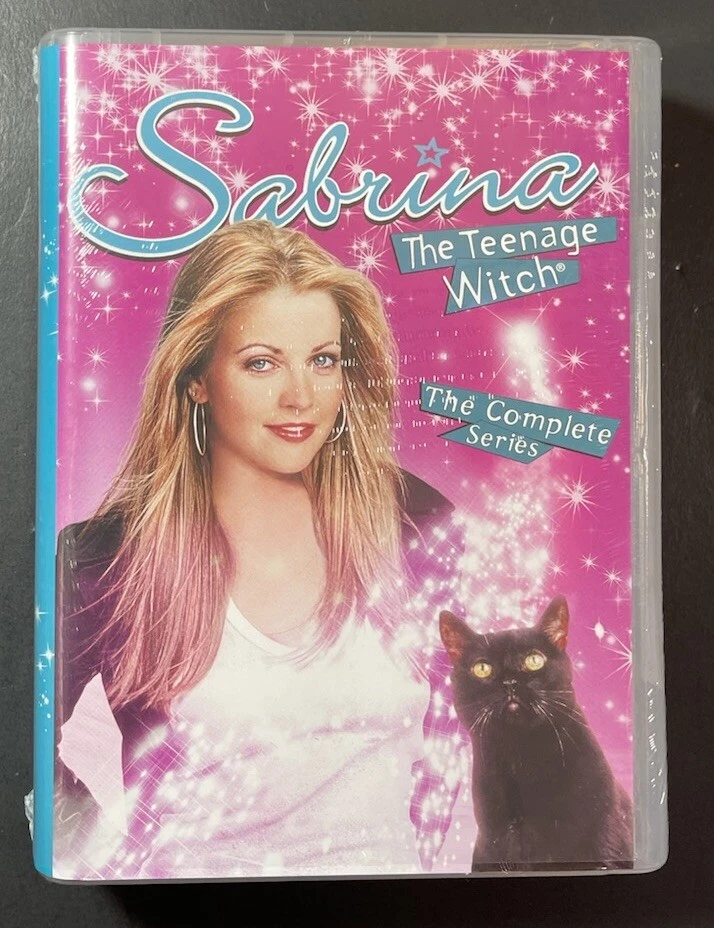 Sabrina
The Teenage
Witch®
The Complete
Series